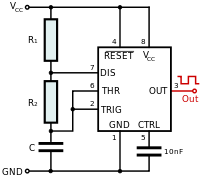 VCC
R₁
4
8
RESET
VCC
7
DIS
6
THR
OUT
3
Out
R₂
2
TRIG
GND
CTRL
1
5
C
10nF
GND